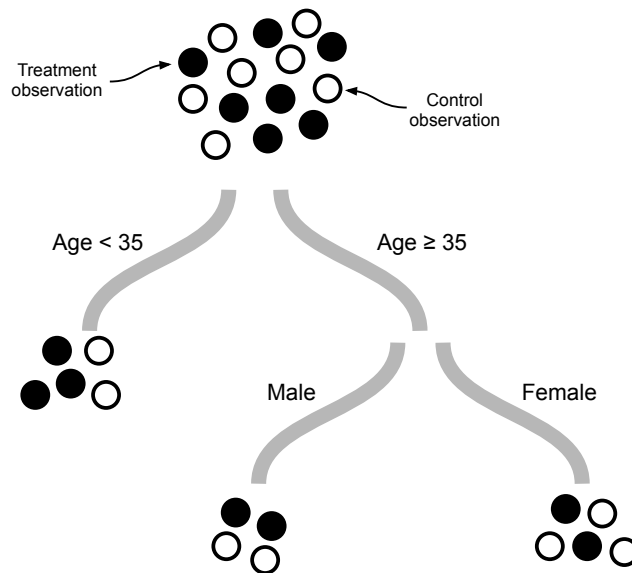 Treatment
observation
Control
observation
Age < 35
Age ≥ 35
Male
Female